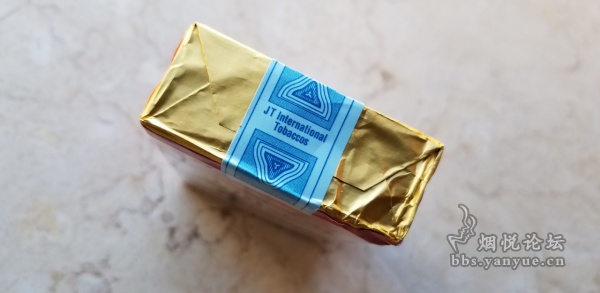 JT International
Tobaccos
烟悦论坛
bbs.yanyue.cn